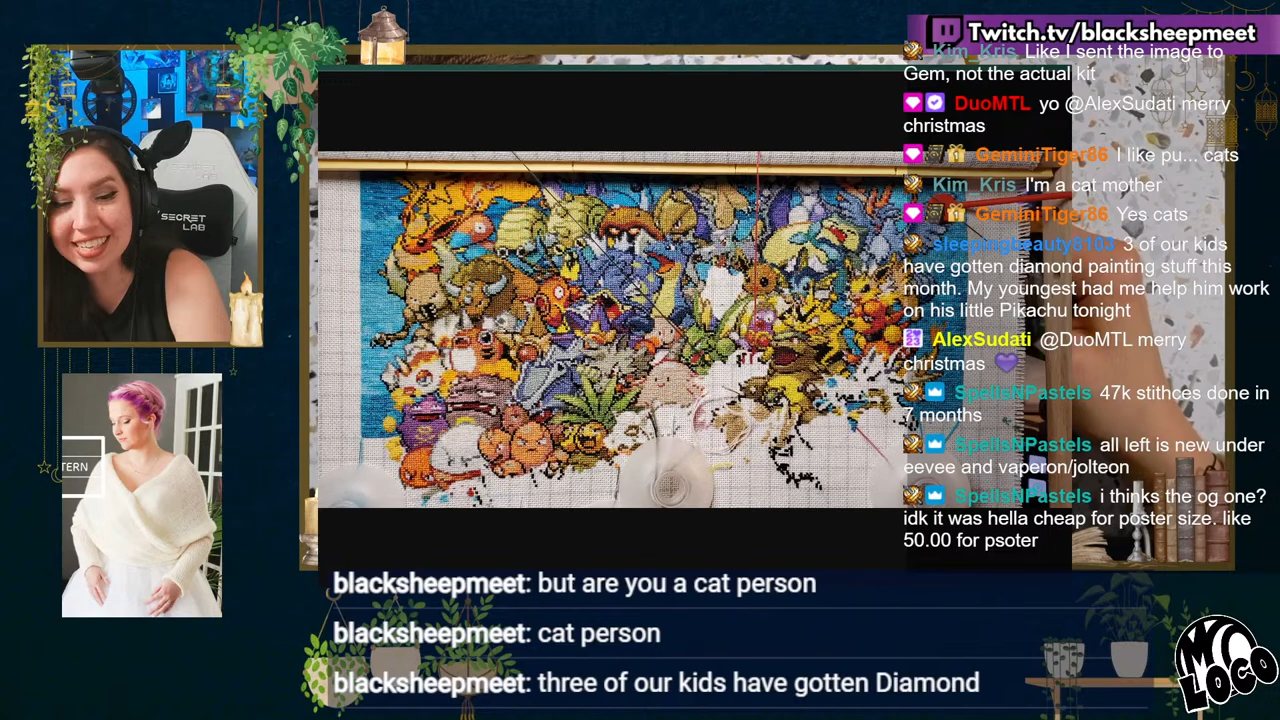 Twitch.tv/blacksheepmeet
Kim_Kris Like I sent the image to
Gem, not the actual kit
DuoMTL yo @AlexSudati merry
christmas
GeminiTiger86 I like pu... cats
Kim_Kris I'm a cat mother
GeminiTiger86 Yes cats
sleepingbeauty8103 3 of our kids
have gotten diamond painting stuff this
month. My youngest had me help him work
on his little Pikachu tonight
AlexSudati @DuoMTL merry
christmas
SpellsNPastels 47k stithces done in
7 months
SpellsNPastels all left is new under
eevee and vaperon/jolteon
SpellsNPastels i thinks the og one?
idk it was hella cheap for poster size. like
50.00 for psoter
SECRET
LAB
TERN
blacksheepmeet: but are you a cat person
blacksheepmeet: cat person
blacksheepmeet: three of our kids have gotten Diamond
MC
LOCO